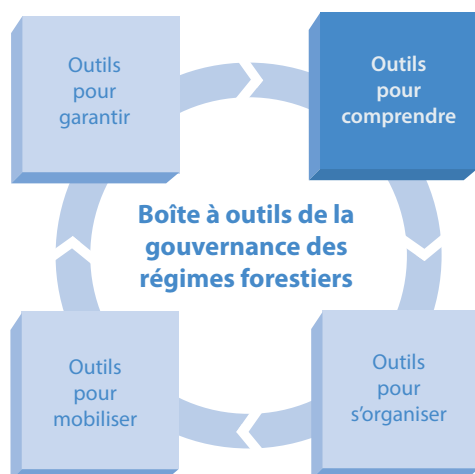 Outils
pour
garantir
Outils
pour
comprendre
Boîte à outils de la
gouvernance des
régimes forestiers
Outils
pour
mobiliser
Outils
pour
s'organiser